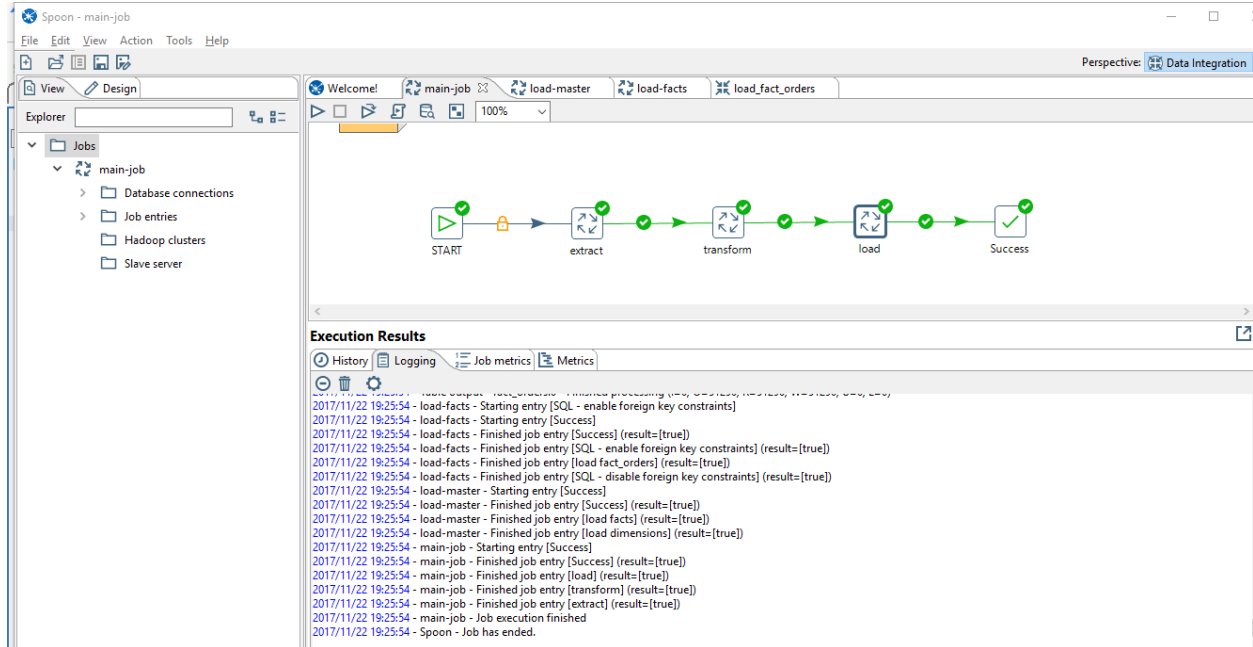 Spoon - main-job
File Edit View Action Tools Help
Perspective: Data Integration
View Design
Explorer
Jobs
main-job
Database connections
Job entries
Hadoop clusters
Slave server
Welcome! main-job load-master load-facts load_fact_orders
100%
START extract transform load Success
Execution Results
History Logging Job metrics Metrics
2017/11/22 19:25:54 - load-facts - Starting entry [SQL - enable foreign key constraints]
2017/11/22 19:25:54 - load-facts - Starting entry [Success]
2017/11/22 19:25:54 - load-facts - Finished job entry [Success] (result=[true])
2017/11/22 19:25:54 - load-facts - Finished job entry [SQL - enable foreign key constraints] (result=[true])
2017/11/22 19:25:54 - load-facts - Finished job entry [load fact_orders] (result=[true])
2017/11/22 19:25:54 - load-facts - Finished job entry [SQL - disable foreign key constraints] (result=[true])
2017/11/22 19:25:54 - load-master - Starting entry [Success]
2017/11/22 19:25:54 - load-master - Finished job entry [Success] (result=[true])
2017/11/22 19:25:54 - load-master - Finished job entry [load facts] (result=[true])
2017/11/22 19:25:54 - load-master - Finished job entry [load dimensions] (result=[true])
2017/11/22 19:25:54 - main-job - Starting entry [Success]
2017/11/22 19:25:54 - main-job - Finished job entry [Success] (result=[true])
2017/11/22 19:25:54 - main-job - Finished job entry [load] (result=[true])
2017/11/22 19:25:54 - main-job - Finished job entry [transform] (result=[true])
2017/11/22 19:25:54 - main-job - Finished job entry [extract] (result=[true])
2017/11/22 19:25:54 - main-job - Job execution finished
2017/11/22 19:25:54 - Spoon - Job has ended.